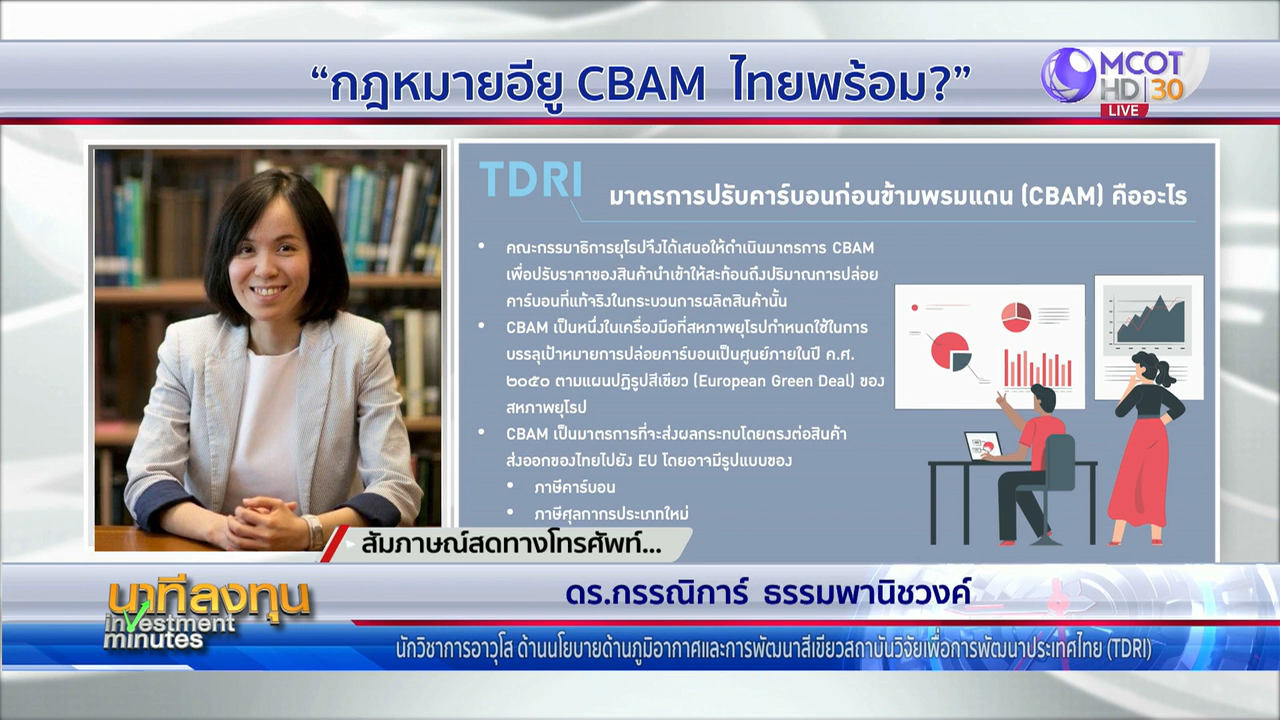 “กฎหมายอียู CBAM ไทยพร้อม?”
MCOT
HD 30
LIVE
TDRI
มาตรการปรับคาร์บอนก่อนข้ามพรมแดน (CBAM) คืออะไร
• คณะกรรมาธิการยุโรปจึงได้เสนอให้ดำเนินมาตรการ CBAM
เพื่อปรับราคาของสินค้านำเข้าให้สะท้อนถึงปริมาณการปล่อย
คาร์บอนที่แท้จริงในกระบวนการผลิตสินค้านั้น
• CBAM เป็นหนึ่งในเครื่องมือที่สหภาพยุโรปกำหนดใช้ในการ
บรรลุเป้าหมายการปล่อยคาร์บอนเป็นศูนย์ภายในปี ค.ศ.
๒๐๕๐ ตามแผนปฏิรูปสีเขียว (European Green Deal) ของ
สหภาพยุโรป
• CBAM เป็นมาตรการที่จะส่งผลกระทบโดยตรงต่อสินค้า
ส่งออกของไทยไปยัง EU โดยอาจมีรูปแบบของ
• ภาษีคาร์บอน
• ภาษีศุลกากรประเภทใหม่
สัมภาษณ์สดทางโทรศัพท์...
นาทีลงทุน
investment
minutes
ดร.กรรณิการ์ ธรรมพานิชวงค์
นักวิชาการอาวุโส ด้านนโยบายด้านภูมิอากาศและการพัฒนาสีเขียวสถาบันวิจัยเพื่อการพัฒนาประเทศไทย (TDRI)